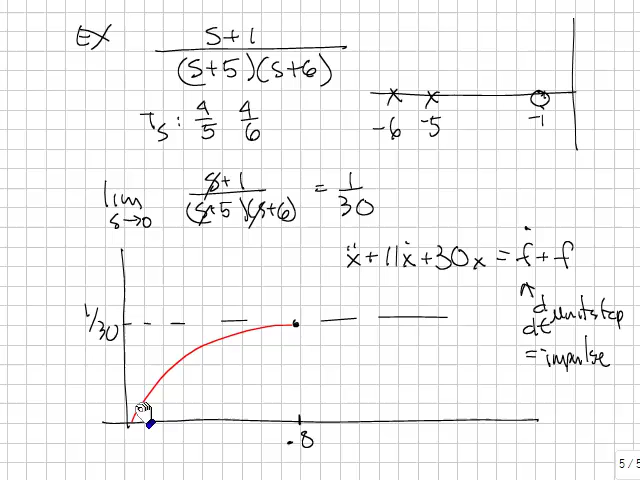 EX
s+1
(s+5)(s+6)
Ts: 4/5 4/6
-6 -5 -1
lim s→0 s+1/(s+5)(s+6) = 1/30
ẍ+11ẋ+30x = ḟ+f
↑
d/dt unit step
= impulse
1/30
.8
5 / 5